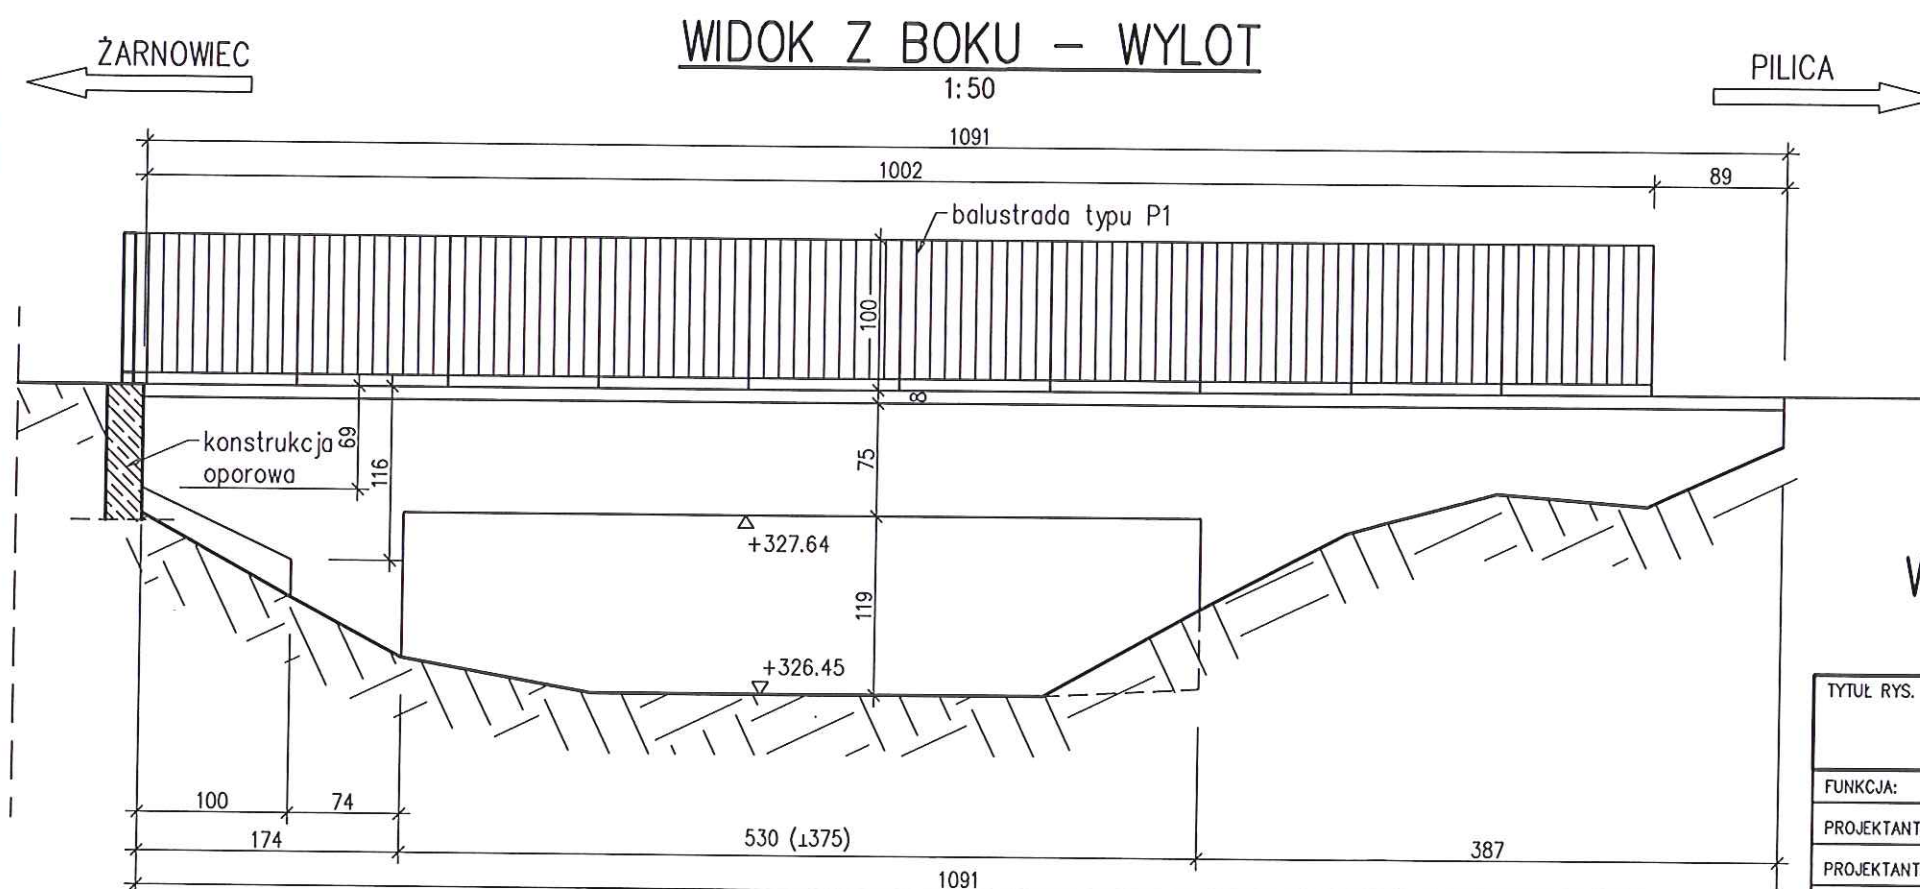 WIDOK Z BOKU – WYLOT
1:50
ŻARNOWIEC
PILICA
1091
1002
89
balustrada typu P1
100
8
konstrukcja
oporowa
69
116
75
+327.64
119
+326.45
TYTUŁ RYS.
FUNKCJA:
PROJEKTANT
PROJEKTANT
100
74
174
530 (⊥375)
387
1091